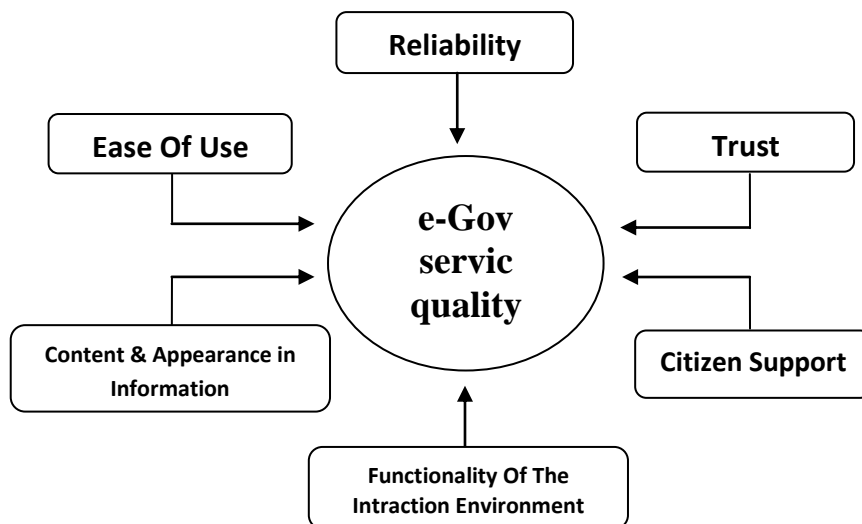 Reliability
Ease Of Use
Trust
e-Gov
servic
quality
Content & Appearance in
Information
Citizen Support
Functionality Of The
Intraction Environment